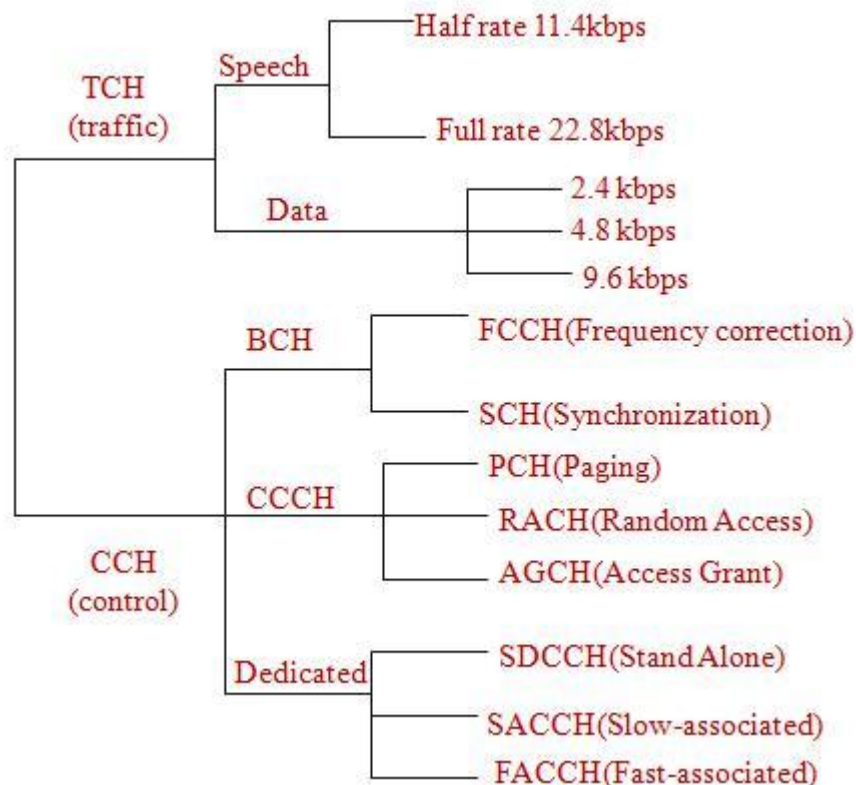 Half rate 11.4kbps
Speech
TCH
(traffic)
Full rate 22.8kbps
2.4 kbps
Data
4.8 kbps
9.6 kbps
BCH
FCCH(Frequency correction)
SCH(Synchronization)
PCH(Paging)
CCCH
RACH(Random Access)
CCH
(control)
AGCH(Access Grant)
SDCCH(Stand Alone)
Dedicated
SACCH(Slow-associated)
FACCH(Fast-associated)